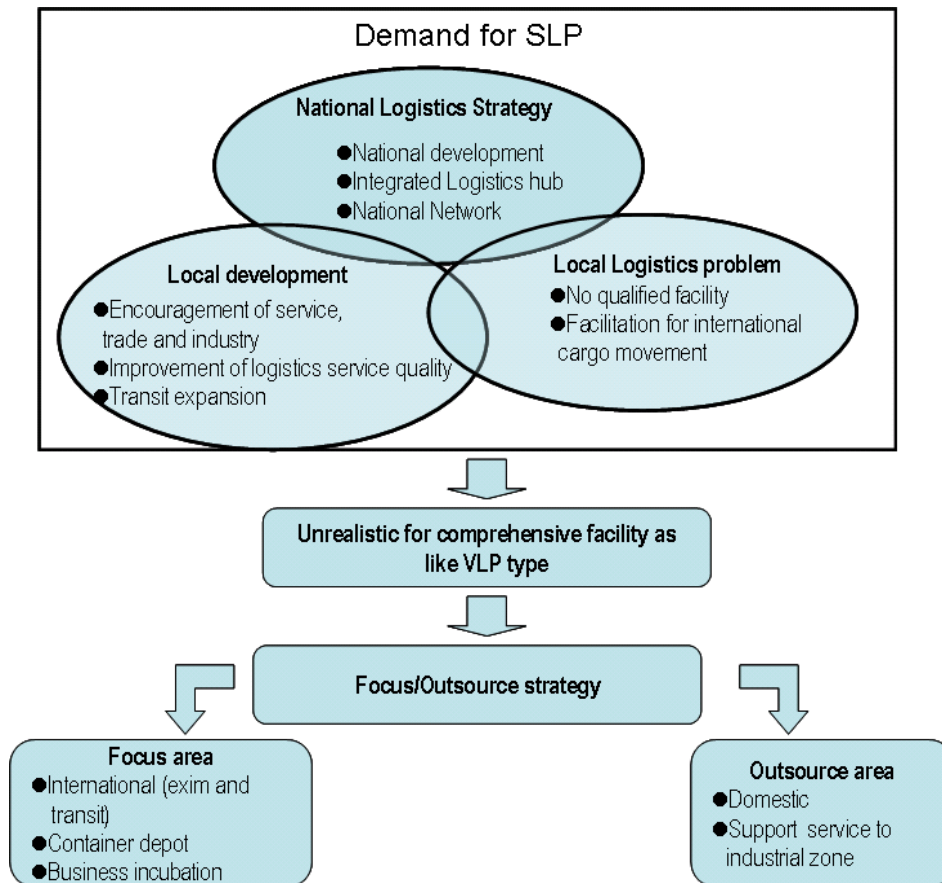 Demand for SLP
National Logistics Strategy
●National development
●Integrated Logistics hub
●National Network
Local development
●Encouragement of service,
trade and industry
●Improvement of logistics service quality
●Transit expansion
Local Logistics problem
●No qualified facility
●Facilitation for international
cargo movement
Unrealistic for comprehensive facility as
like VLP type
Focus/Outsource strategy
Focus area
●International (exim and
transit)
●Container depot
●Business incubation
Outsource area
●Domestic
●Support service to
industrial zone